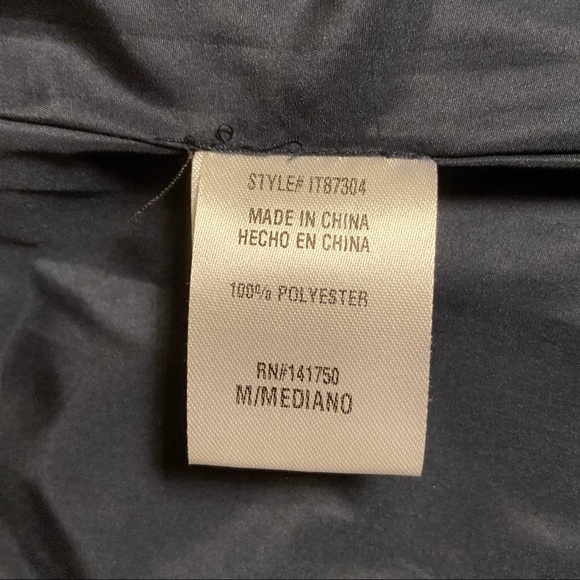 STYLE# IT87304
MADE IN CHINA
HECHO EN CHINA
100% POLYESTER
RN#141750
M/MEDIANO